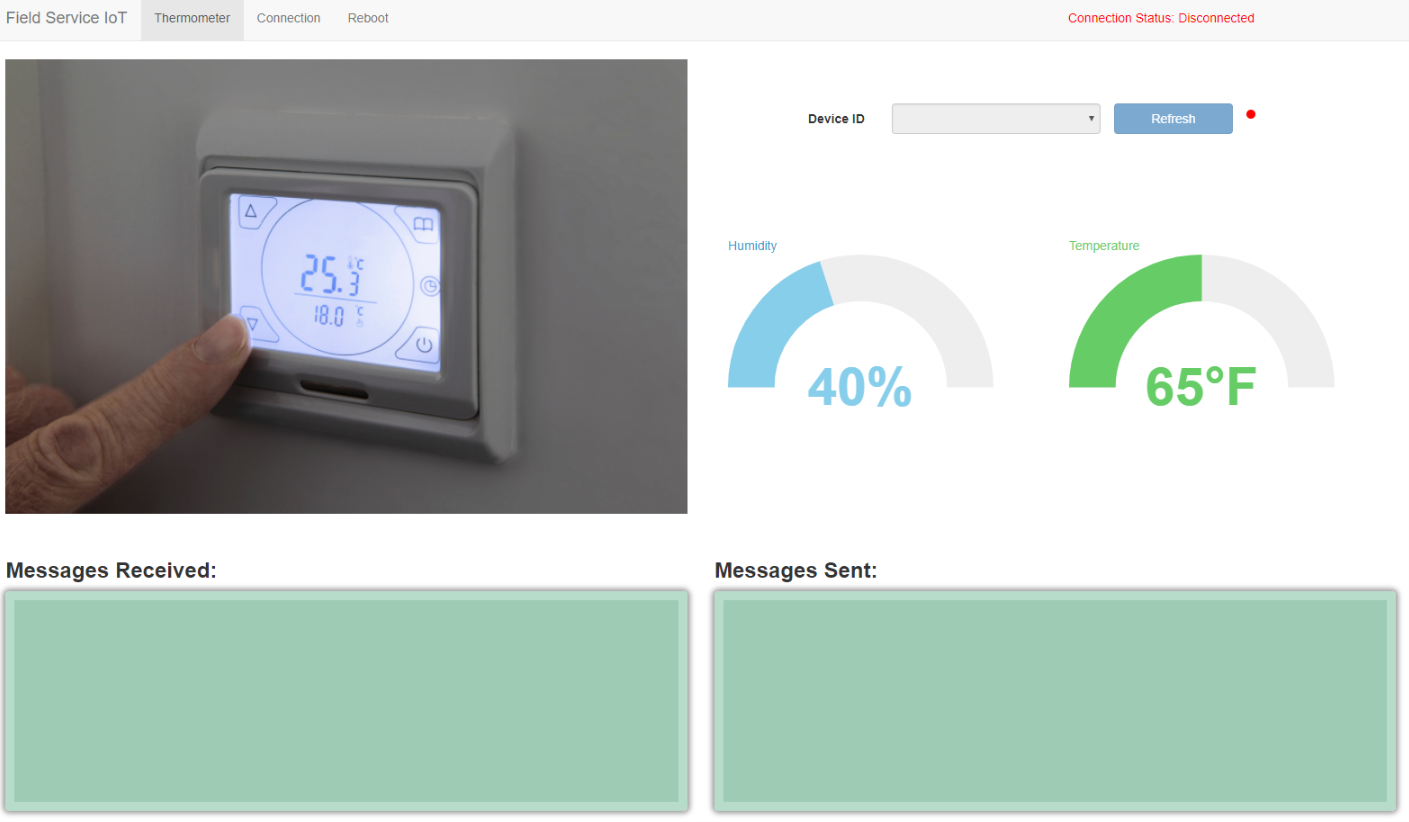 Field Service IoT Thermometer Connection Reboot Connection Status: Disconnected
Device ID Refresh
25.3 °C
18.0 °C
Humidity Temperature
40% 65°F
Messages Received: Messages Sent: